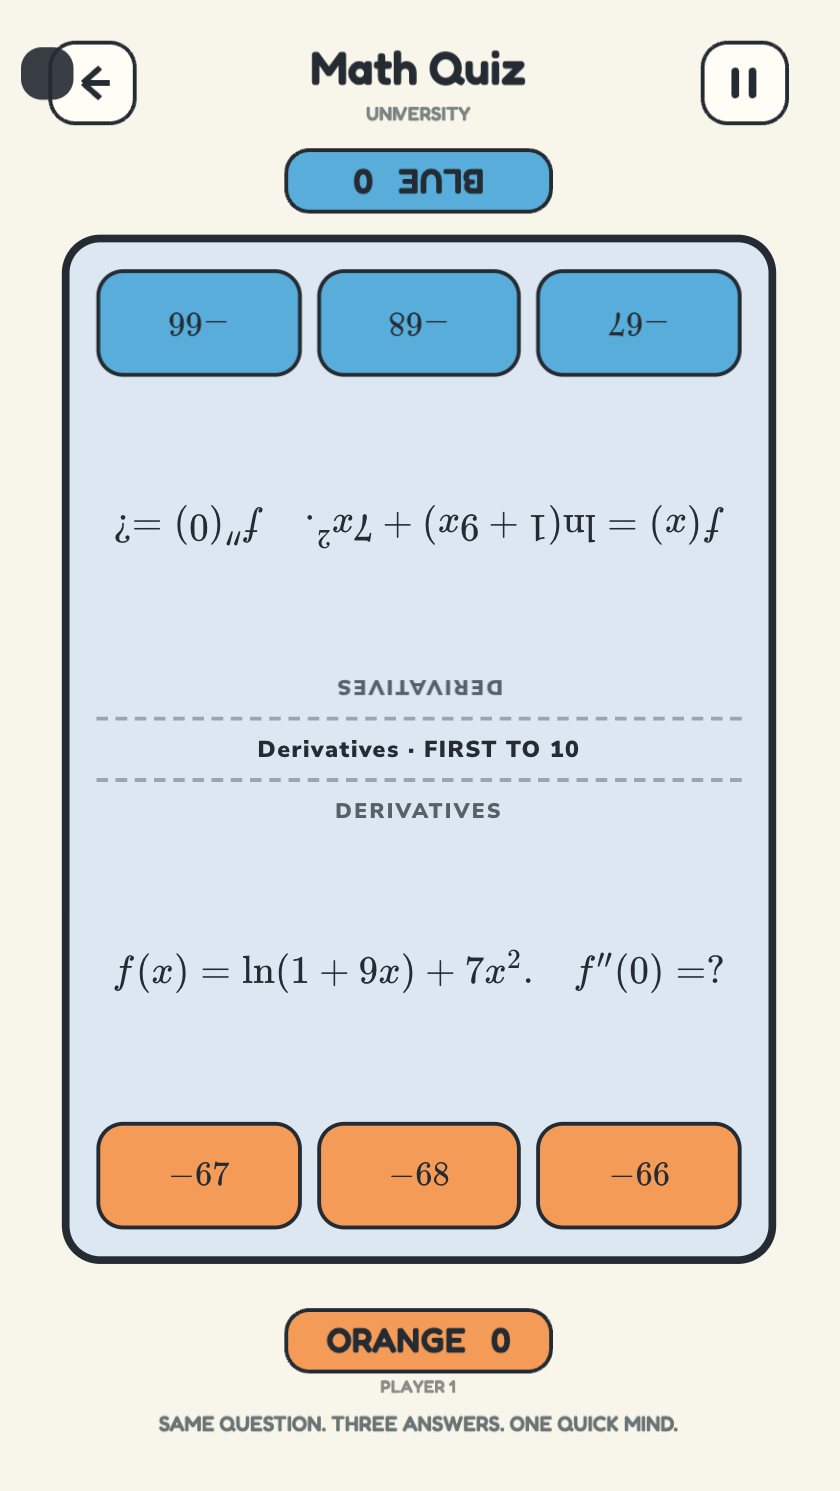 Math Quiz
UNIVERSITY
BLUE 0
−67 −68 −66
f(x) = ln(1 + 9x) + 7x². f″(0) =?
DERIVATIVES
Derivatives · FIRST TO 10
DERIVATIVES
f(x) = ln(1 + 9x) + 7x². f″(0) =?
−67 −68 −66
ORANGE 0
PLAYER 1
SAME QUESTION. THREE ANSWERS. ONE QUICK MIND.